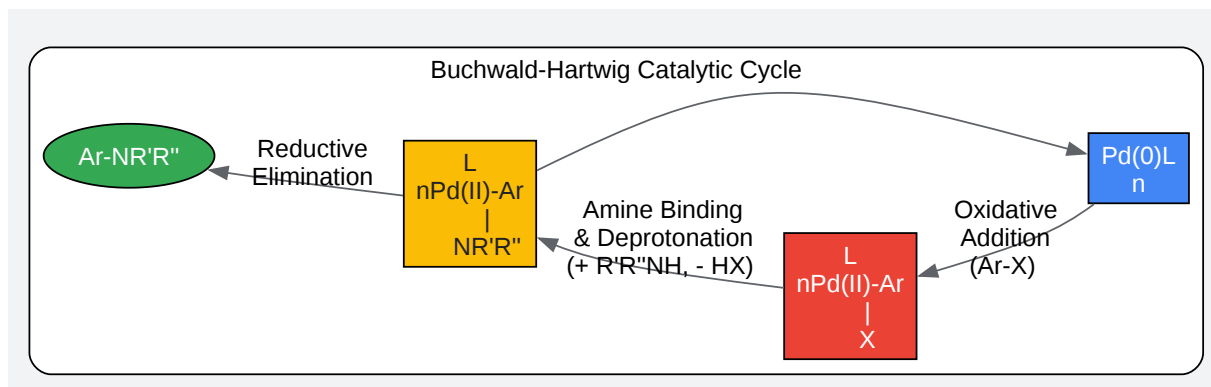 Buchwald-Hartwig Catalytic Cycle
Ar-NR'R"
Reductive
Elimination
L
nPd(II)-Ar
|
NR'R"
Amine Binding
& Deprotonation
(+ R'R"NH, - HX)
L
nPd(II)-Ar
|
X
Oxidative
Addition
(Ar-X)
Pd(0)L
n